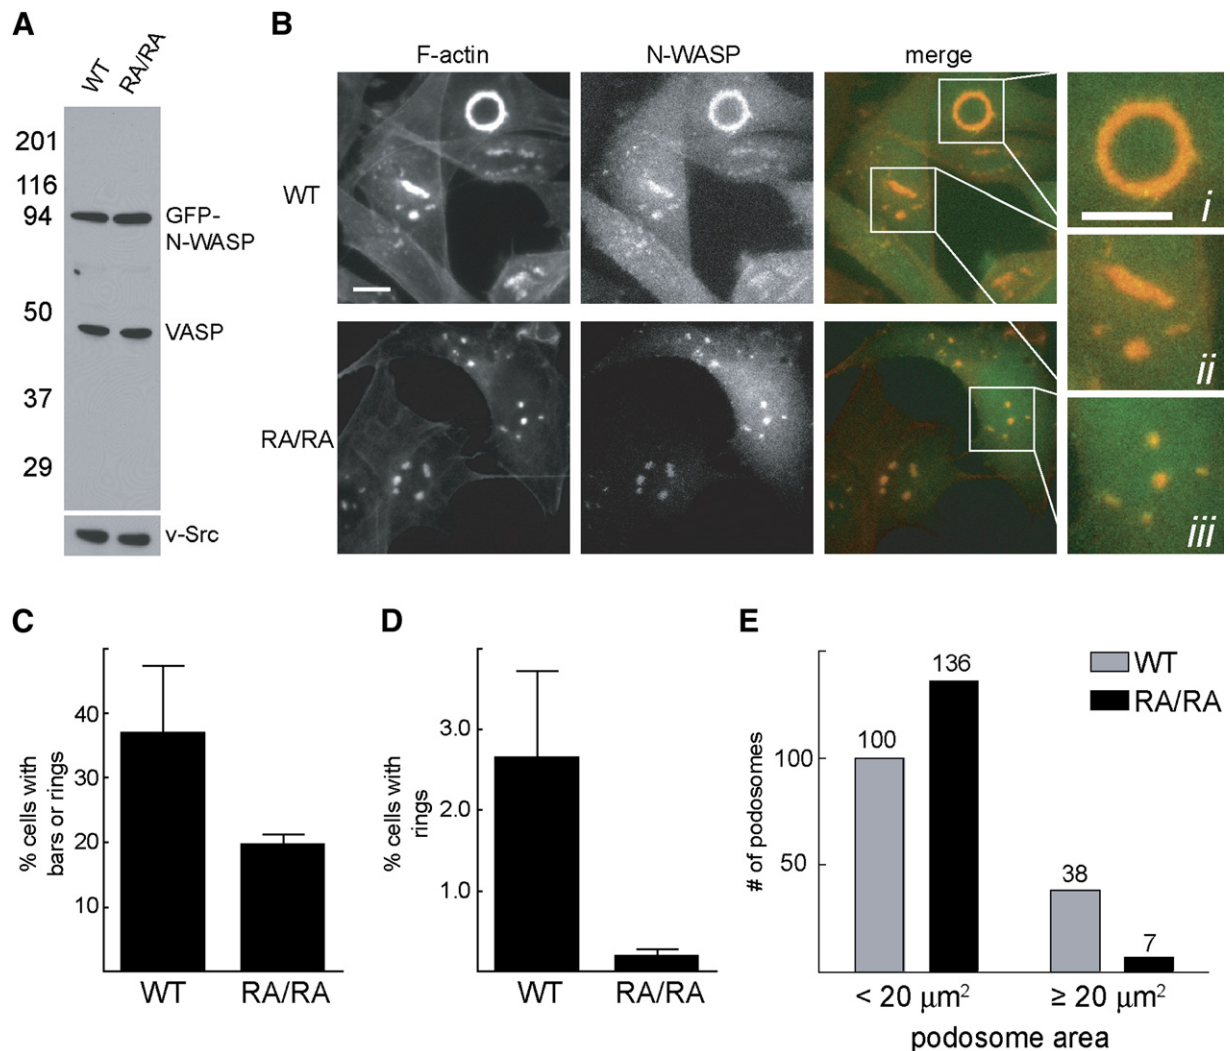 A
WT
RA/RA
201
116
94
50
37
29
GFP-
N-WASP
VASP
v-Src
B
F-actin
N-WASP
merge
WT
RA/RA
i
ii
iii
C
% cells with
bars or rings
40
30
20
10
WT
RA/RA
D
% cells with
rings
3.0
2.0
1.0
WT
RA/RA
E
# of podosomes
100
50
100
136
38
7
WT
RA/RA
< 20 μm²
≥ 20 μm²
podosome area